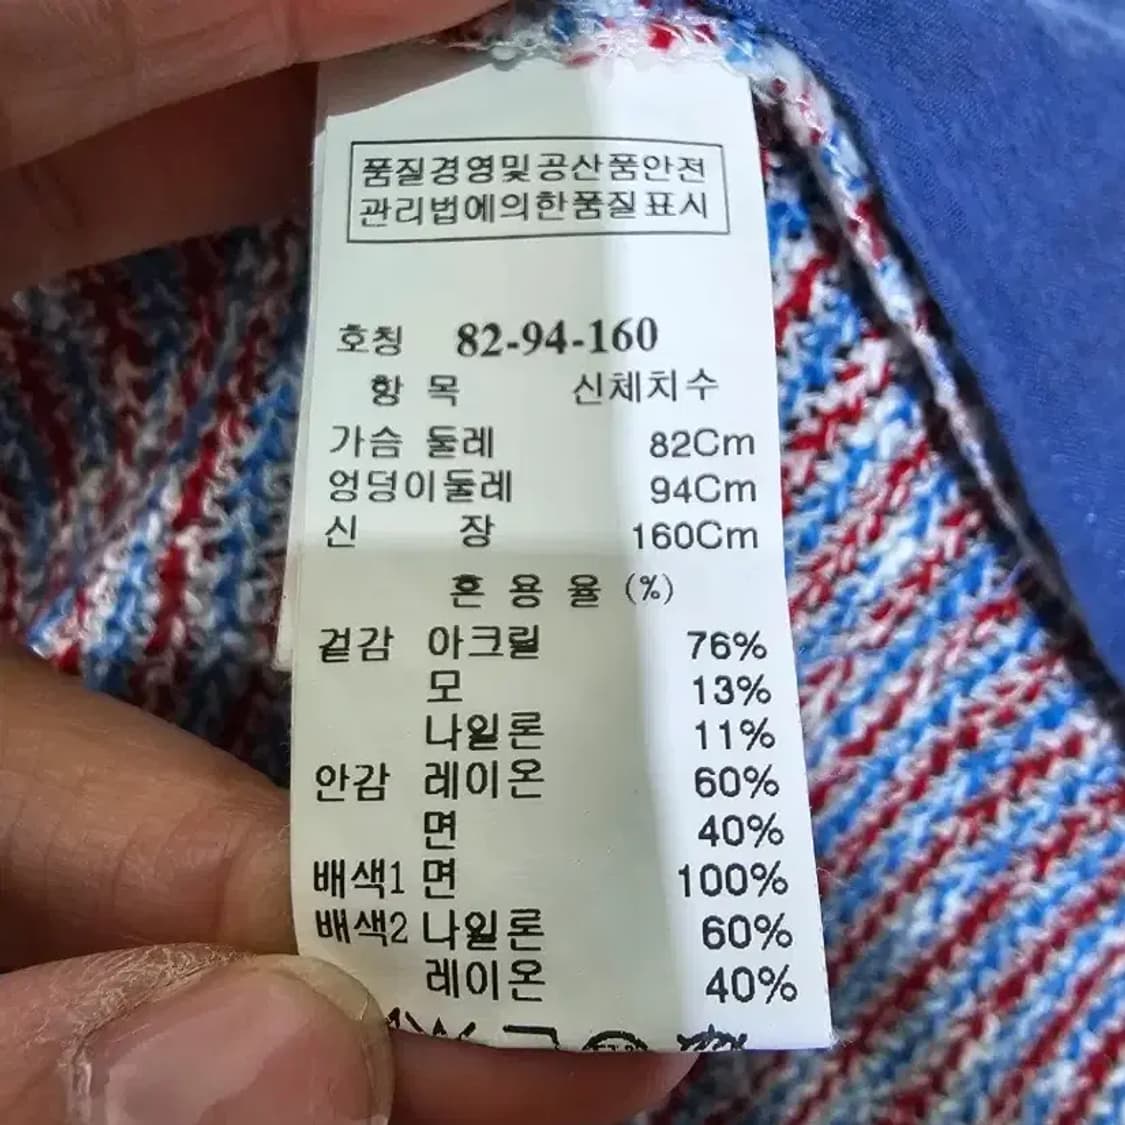 품질경영및공산품안전
관리법에의한품질표시
호칭 82-94-160
항 목 신체치수
가슴 둘레 82Cm
엉덩이둘레 94Cm
신 장 160Cm
혼 용 율 (%)
겉감 아크릴 76%
모 13%
나일론 11%
안감 레이온 60%
면 40%
배색1 면 100%
배색2 나일론 60%
레이온 40%